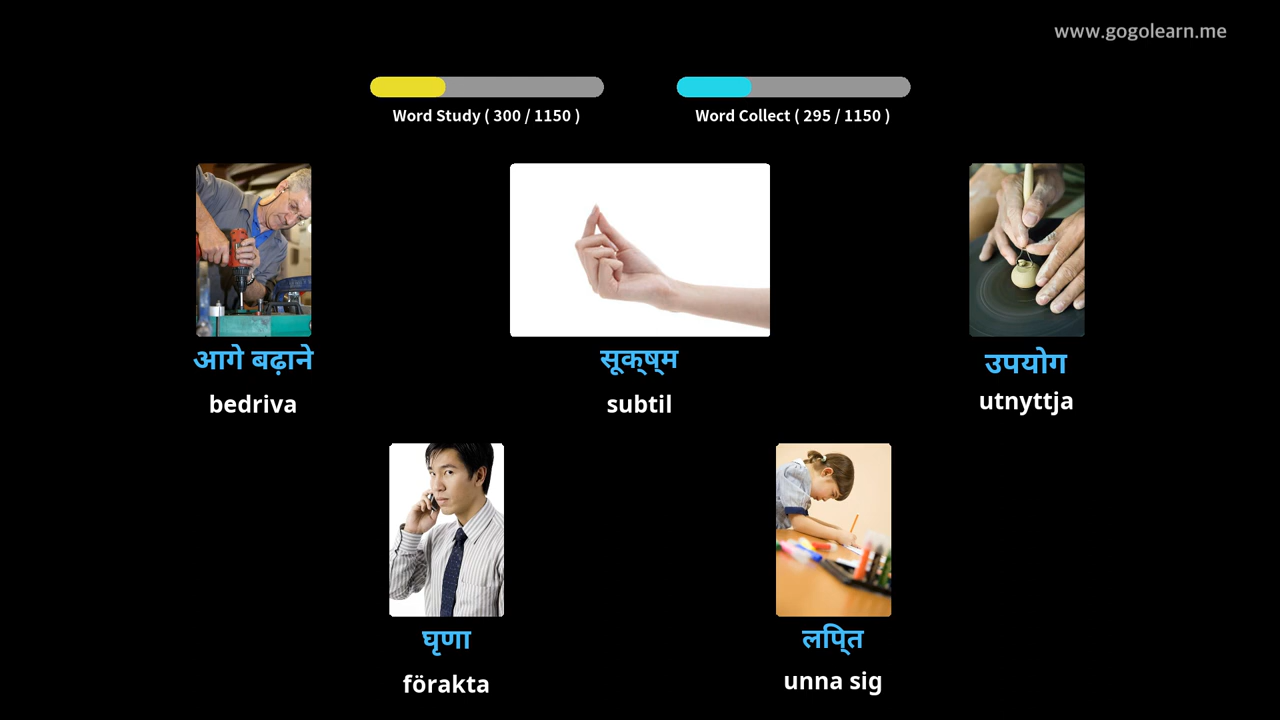 www.gogolearn.me
Word Study ( 300 / 1150 )
Word Collect ( 295 / 1150 )
आगे बढ़ाने
सूक्ष्म
उपयोग
bedriva
subtil
utnyttja
घृणा
लिप्त
förakta
unna sig